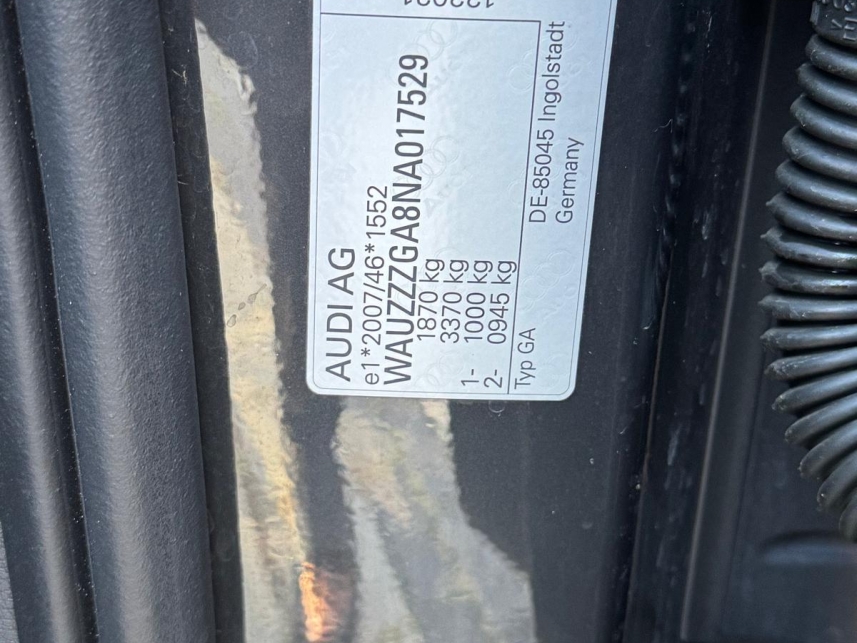 AUDI AG
e1*2007/46*1552
WAUZZZGA8NA017529
1870 kg
3370 kg
1- 1000 kg
2- 0945 kg
Typ GA
DE-85045 Ingolstadt
Germany